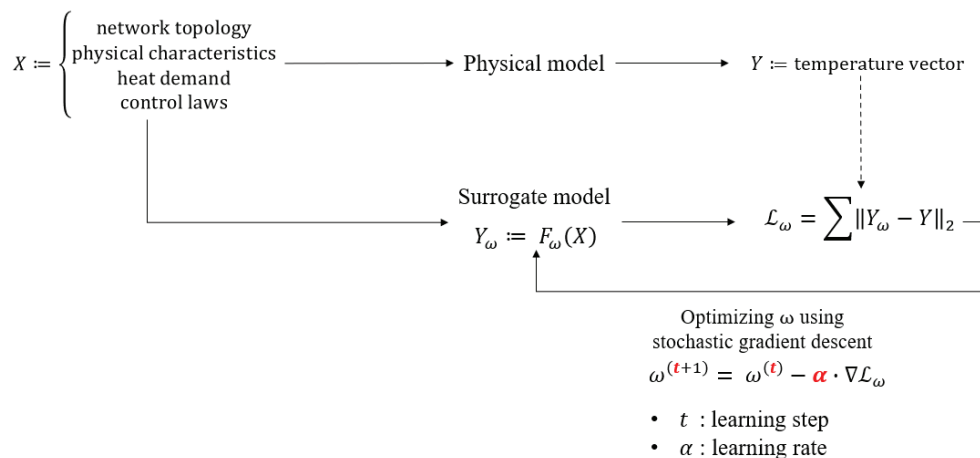 network topology
physical characteristics
X ≔
heat demand
control laws
Physical model
Y ≔ temperature vector
Surrogate model
Y_ω ≔ F_ω(X)
ℒ_ω = ∑‖Y_ω − Y‖_2
Optimizing ω using
stochastic gradient descent
ω^(t+1) = ω^(t) − α · ∇ℒ_ω
• t : learning step
• α : learning rate